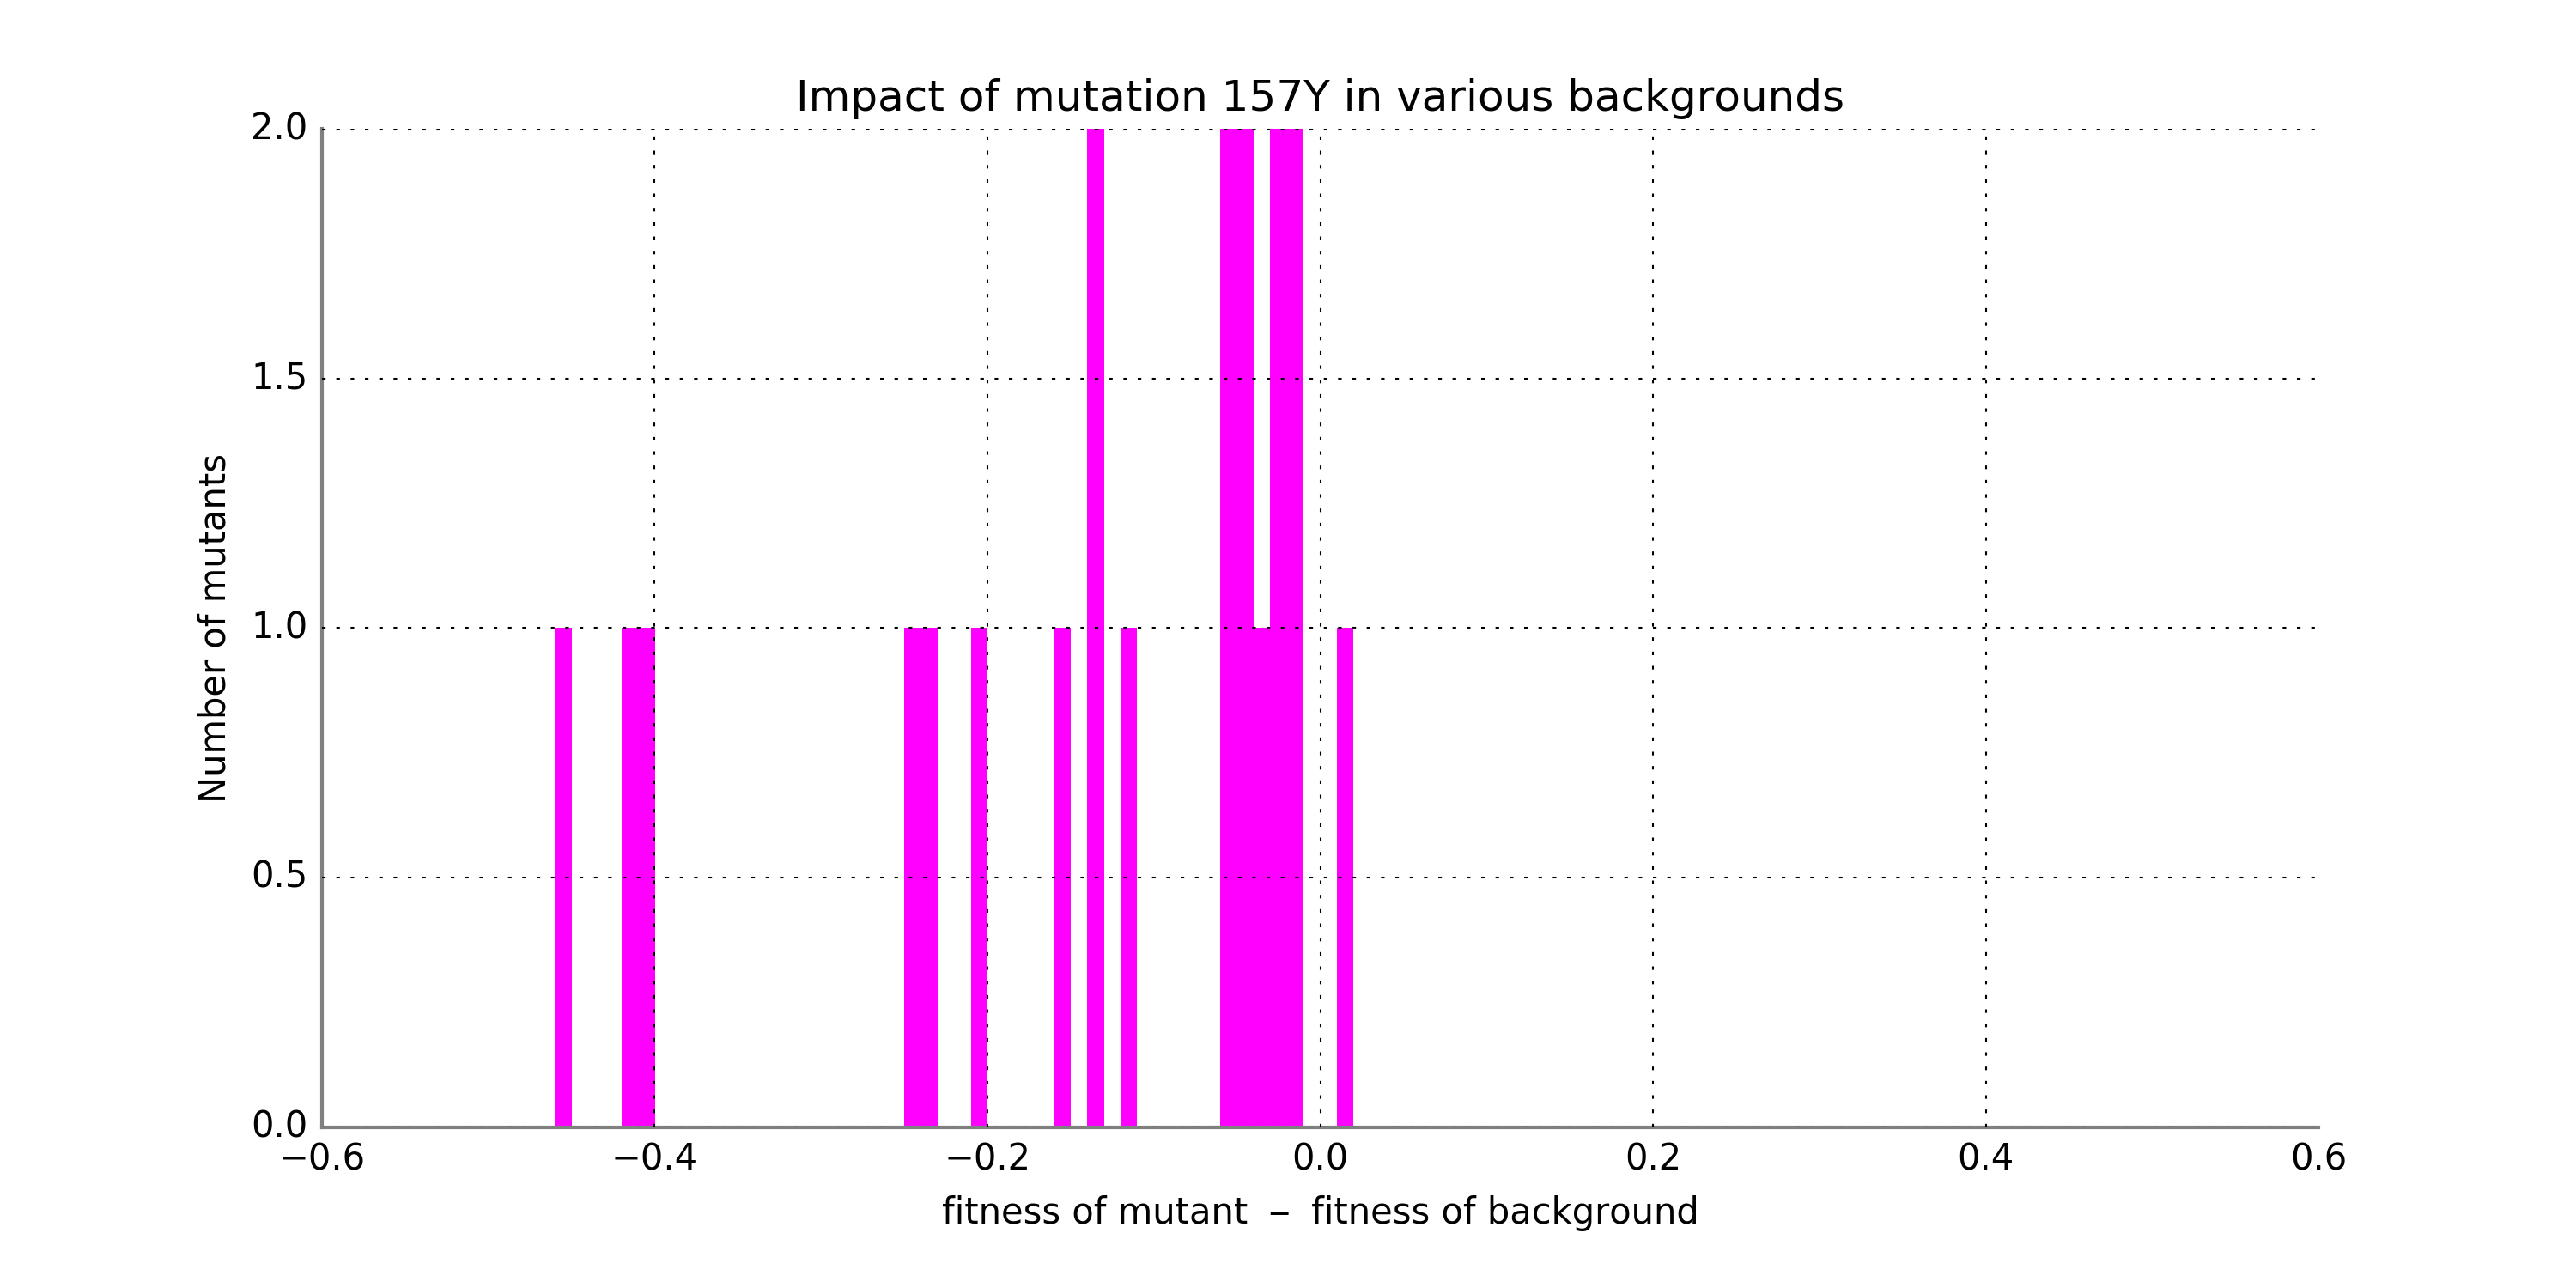 Impact of mutation 157Y in various backgrounds
2.0
1.5
1.0
0.5
0.0
Number of mutants
−0.6 −0.4 −0.2 0.0 0.2 0.4 0.6
fitness of mutant − fitness of background